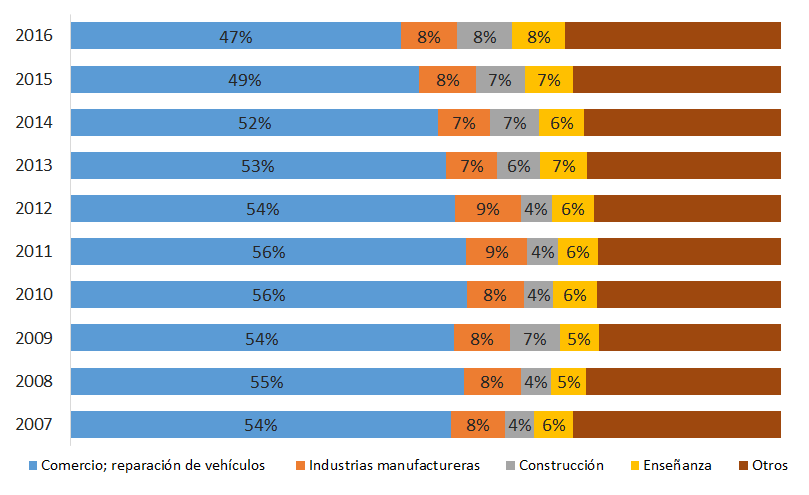 2016 47% 8% 8% 8%
2015 49% 8% 7% 7%
2014 52% 7% 7% 6%
2013 53% 7% 6% 7%
2012 54% 9% 4% 6%
2011 56% 9% 4% 6%
2010 56% 8% 4% 6%
2009 54% 8% 7% 5%
2008 55% 8% 4% 5%
2007 54% 8% 4% 6%
Comercio; reparación de vehículos Industrias manufactureras Construcción Enseñanza Otros